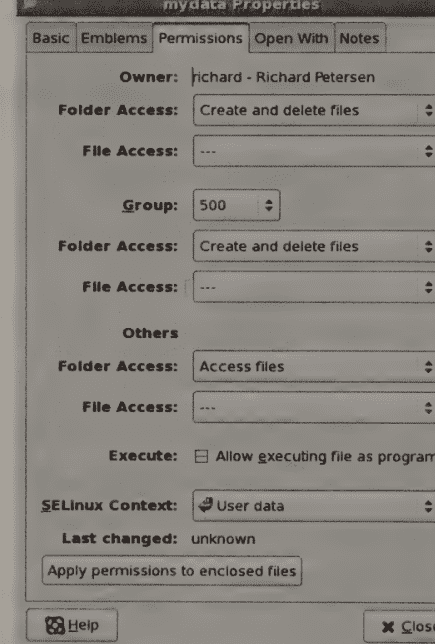 mydata Properties
Basic Emblems Permissions Open With Notes
Owner: richard - Richard Petersen
Folder Access: Create and delete files
File Access: ---
Group: 500
Folder Access: Create and delete files
File Access: ---
Others
Folder Access: Access files
File Access: ---
Execute: Allow executing file as program
SELinux Context: User data
Last changed: unknown
Apply permissions to enclosed files
Help Close